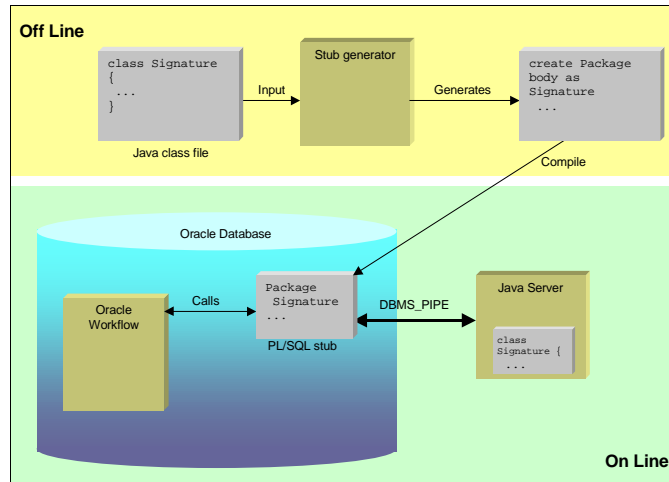 Off Line
class Signature
{
...
}
Java class file
Input
Stub generator
Generates
create Package
body as
Signature
...
Compile
Oracle Database
Oracle
Workflow
Calls
Package
Signature
...
PL/SQL stub
DBMS_PIPE
Java Server
class
Signature {
...
On Line